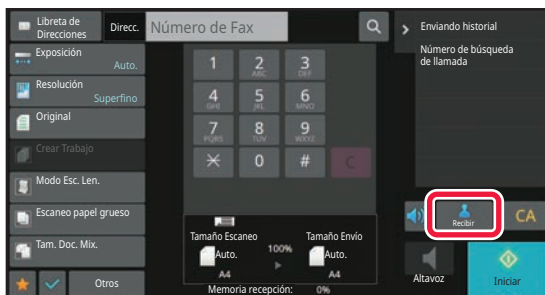 Libreta de
Direcciones
Direcc.
Número de Fax
Exposición
Auto.
Resolución
Superfino
Original
Crear Trabajo
Modo Esc. Len.
Escaneo papel grueso
Tam. Doc. Mix.
Otros
1
2
ABC
3
DEF
4
GHI
5
JKL
6
MNO
7
PQRS
8
TUV
9
WXYZ
0
#
C
Tamaño Escaneo
Tamaño Envío
100%
Auto.
Auto.
A4
A4
Memoria recepción: 0%
Enviando historial
Número de búsqueda
de llamada
Recibir
CA
Altavoz
Iniciar